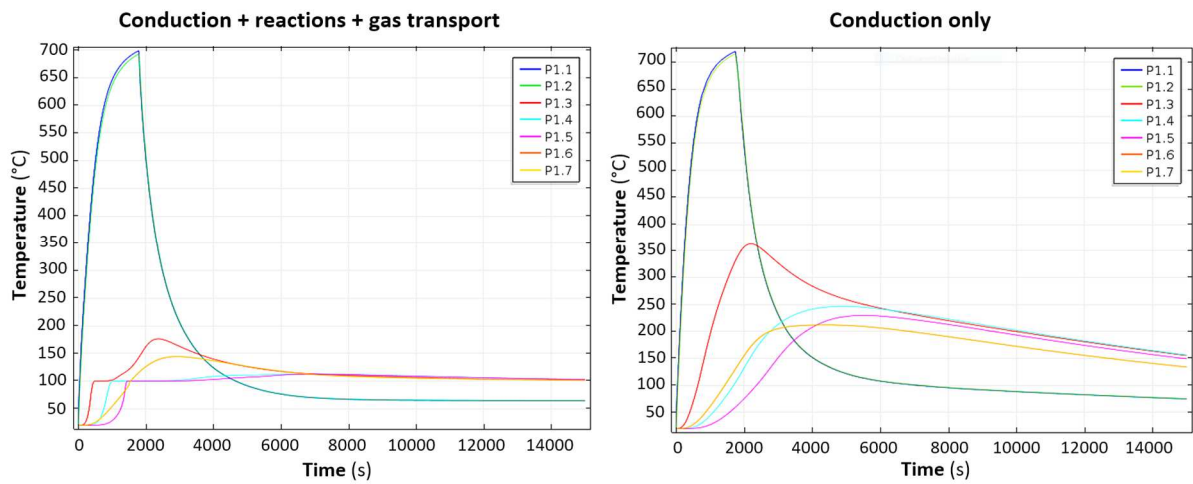 Conduction + reactions + gas transport
700
650
600
550
500
450
400
350
300
250
200
150
100
50
Temperature (°C)
P1.1
P1.2
P1.3
P1.4
P1.5
P1.6
P1.7
0 2000 4000 6000 8000 10000 12000 14000
Time (s)
Conduction only
700
650
600
550
500
450
400
350
300
250
200
150
100
50
Temperature (°C)
P1.1
P1.2
P1.3
P1.4
P1.5
P1.6
P1.7
0 2000 4000 6000 8000 10000 12000 14000
Time (s)